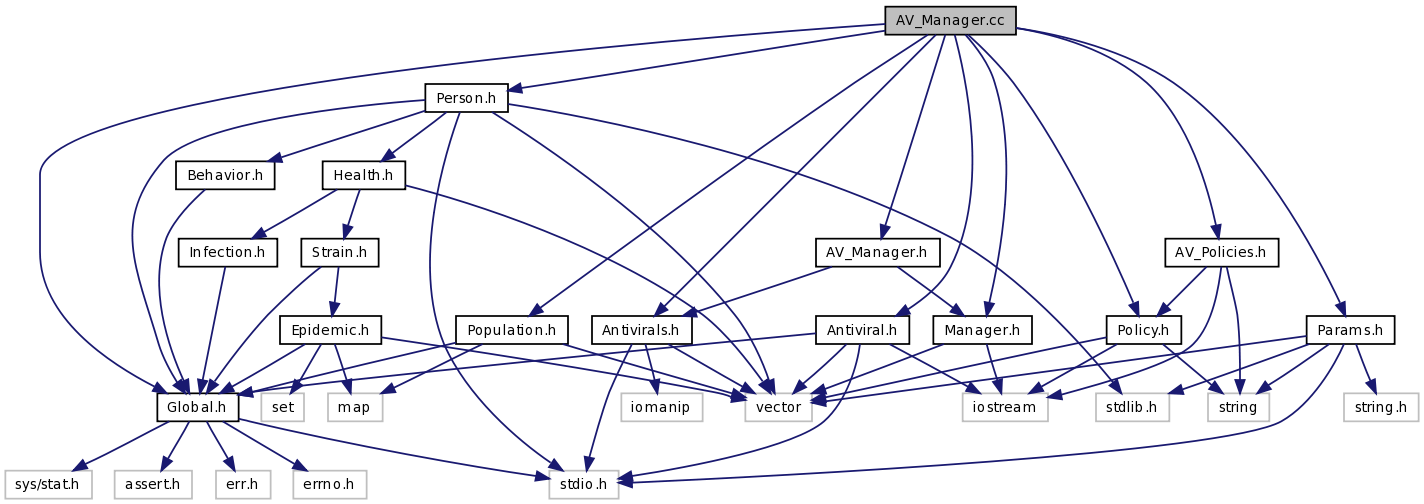 AV_Manager.cc
Person.h
Behavior.h
Health.h
Infection.h
Strain.h
AV_Manager.h
AV_Policies.h
Epidemic.h
Population.h
Antivirals.h
Antiviral.h
Manager.h
Policy.h
Params.h
Global.h
set
map
iomanip
vector
iostream
stdlib.h
string
string.h
sys/stat.h
assert.h
err.h
errno.h
stdio.h